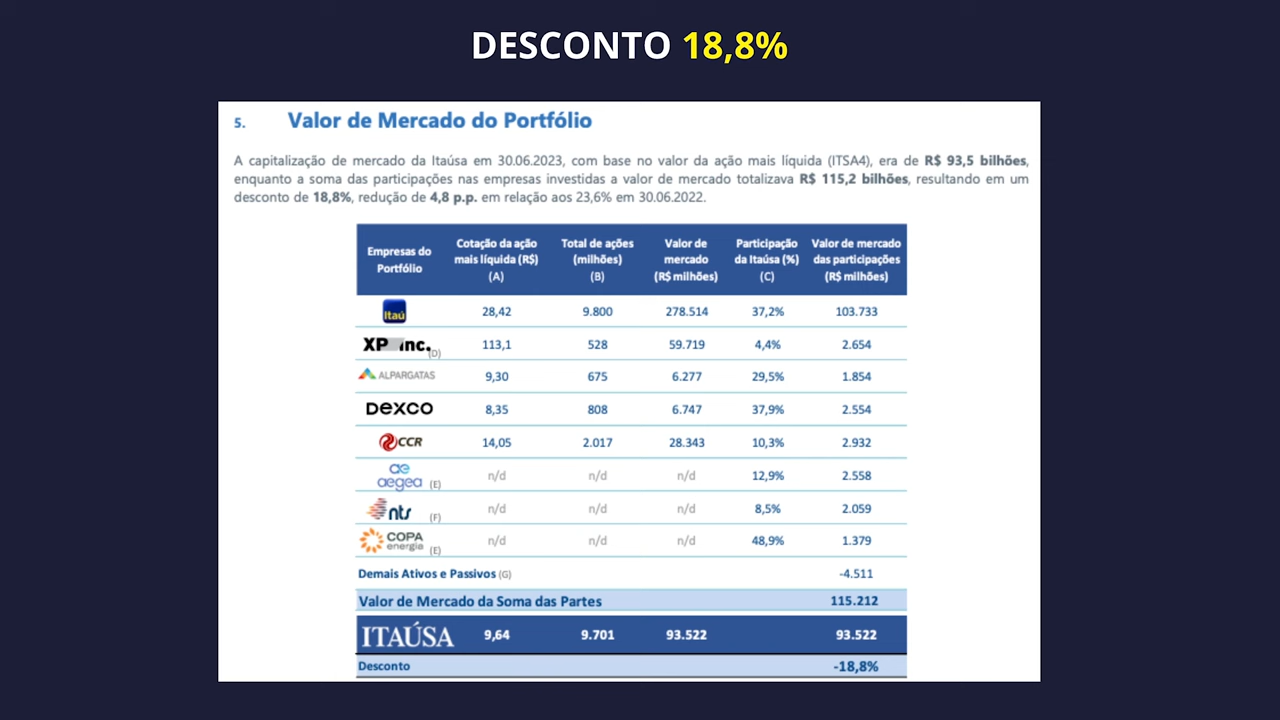 DESCONTO 18,8%
5. Valor de Mercado do Portfólio
A capitalização de mercado da Itaúsa em 30.06.2023, com base no valor da ação mais líquida (ITSA4), era de R$ 93,5 bilhões,
enquanto a soma das participações nas empresas investidas a valor de mercado totalizava R$ 115,2 bilhões, resultando em um
desconto de 18,8%, redução de 4,8 p.p. em relação aos 23,6% em 30.06.2022.
Empresas do Portfólio Cotação da ação mais líquida (R$) (A) Total de ações (milhões) (B) Valor de mercado (R$ milhões) Participação da Itaúsa (%) (C) Valor de mercado das participações (R$ milhões)
Itaú 28,42 9.800 278.514 37,2% 103.733
XP inc. (D) 113,1 528 59.719 4,4% 2.654
ALPARGATAS 9,30 675 6.277 29,5% 1.854
Dexco 8,35 808 6.747 37,9% 2.554
CCR 14,05 2.017 28.343 10,3% 2.932
ae aegea (E) n/d n/d n/d 12,9% 2.558
nts (F) n/d n/d n/d 8,5% 2.059
COPA energia (E) n/d n/d n/d 48,9% 1.379
Demais Ativos e Passivos (G) -4.511
Valor de Mercado da Soma das Partes 115.212
ITAÚSA 9,64 9.701 93.522 93.522
Desconto -18,8%